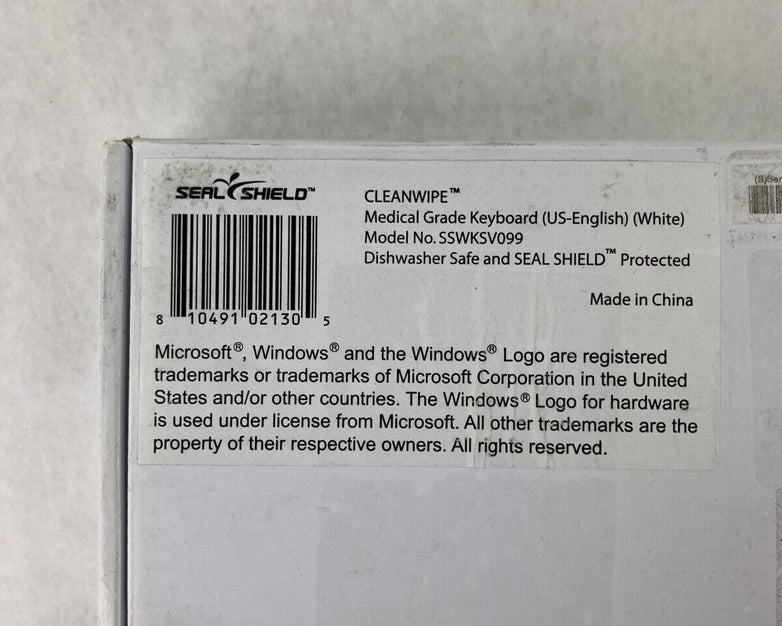 SEAL SHIELD™
CLEANWIPE™
Medical Grade Keyboard (US-English) (White)
Model No. SSWKSV099
Dishwasher Safe and SEAL SHIELD™ Protected
Made in China
8 10491 02130 5
Microsoft®, Windows® and the Windows® Logo are registered
trademarks or trademarks of Microsoft Corporation in the United
States and/or other countries. The Windows® Logo for hardware
is used under license from Microsoft. All other trademarks are the
property of their respective owners. All rights reserved.